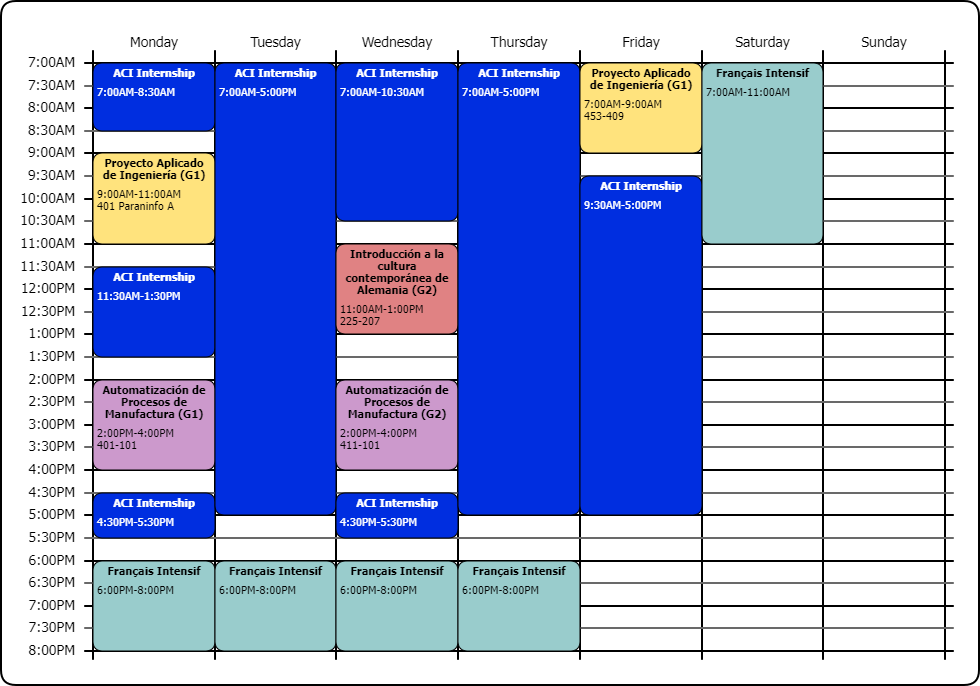 Monday Tuesday Wednesday Thursday Friday Saturday Sunday
7:00AM
7:30AM
8:00AM
8:30AM
9:00AM
9:30AM
10:00AM
10:30AM
11:00AM
11:30AM
12:00PM
12:30PM
1:00PM
1:30PM
2:00PM
2:30PM
3:00PM
3:30PM
4:00PM
4:30PM
5:00PM
5:30PM
6:00PM
6:30PM
7:00PM
7:30PM
8:00PM
ACI Internship
7:00AM-8:30AM
Proyecto Aplicado
de Ingeniería (G1)
9:00AM-11:00AM
401 Paraninfo A
ACI Internship
11:30AM-1:30PM
Automatización de
Procesos de
Manufactura (G1)
2:00PM-4:00PM
401-101
ACI Internship
4:30PM-5:30PM
Français Intensif
6:00PM-8:00PM
ACI Internship
7:00AM-5:00PM
Français Intensif
6:00PM-8:00PM
ACI Internship
7:00AM-10:30AM
Introducción a la
cultura
contemporánea de
Alemania (G2)
11:00AM-1:00PM
225-207
Automatización de
Procesos de
Manufactura (G2)
2:00PM-4:00PM
411-101
ACI Internship
4:30PM-5:30PM
Français Intensif
6:00PM-8:00PM
ACI Internship
7:00AM-5:00PM
Français Intensif
6:00PM-8:00PM
Proyecto Aplicado
de Ingeniería (G1)
7:00AM-9:00AM
453-409
ACI Internship
9:30AM-5:00PM
Français Intensif
7:00AM-11:00AM